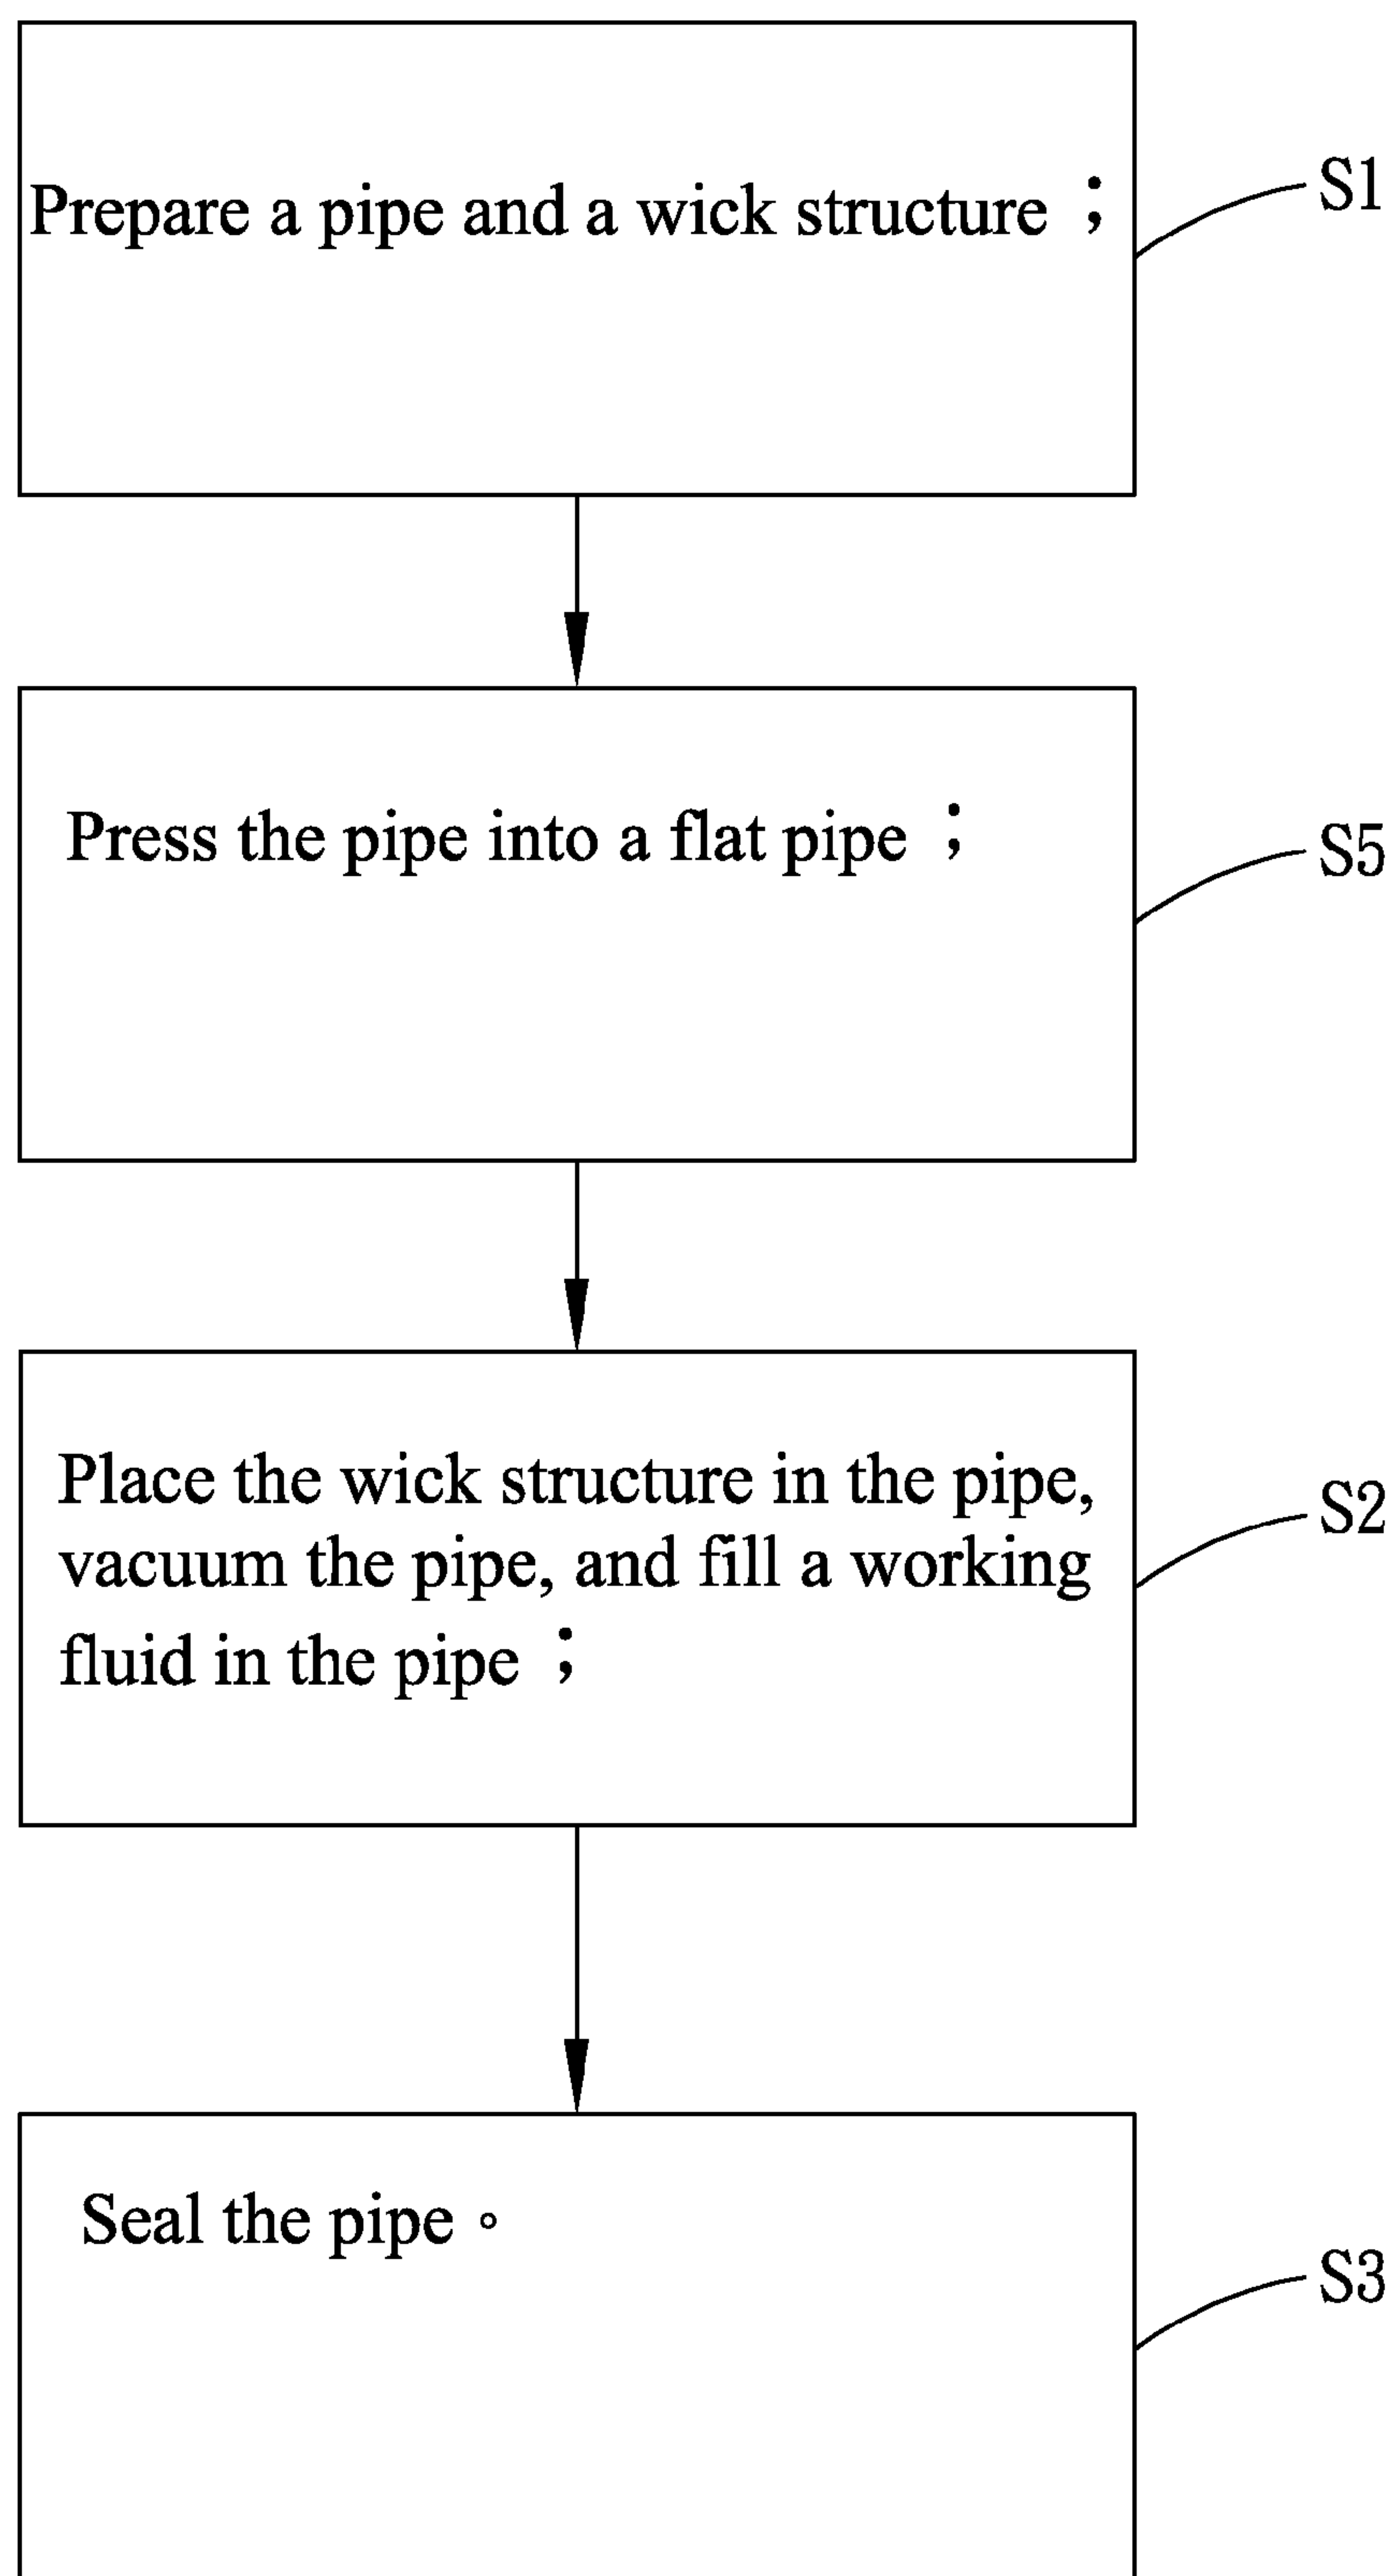 Prepare a pipe and a wick structure；
S1
Press the pipe into a flat pipe；
S5
Place the wick structure in the pipe,
vacuum the pipe, and fill a working
fluid in the pipe；
S2
Seal the pipe。
S3